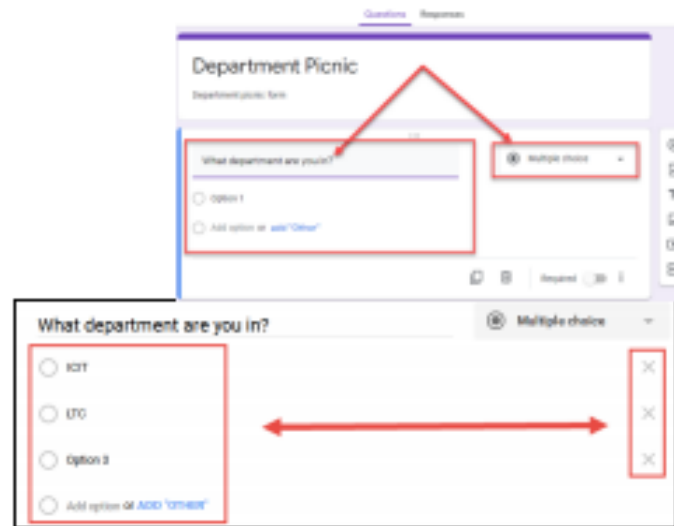 Questions Responses
Department Picnic
Department picnic form
What department are you in?
Multiple choice
Option 1
Add option or add "Other"
Required
What department are you in?
Multiple choice
ICIT
LTC
Option 3
Add option or ADD "OTHER"